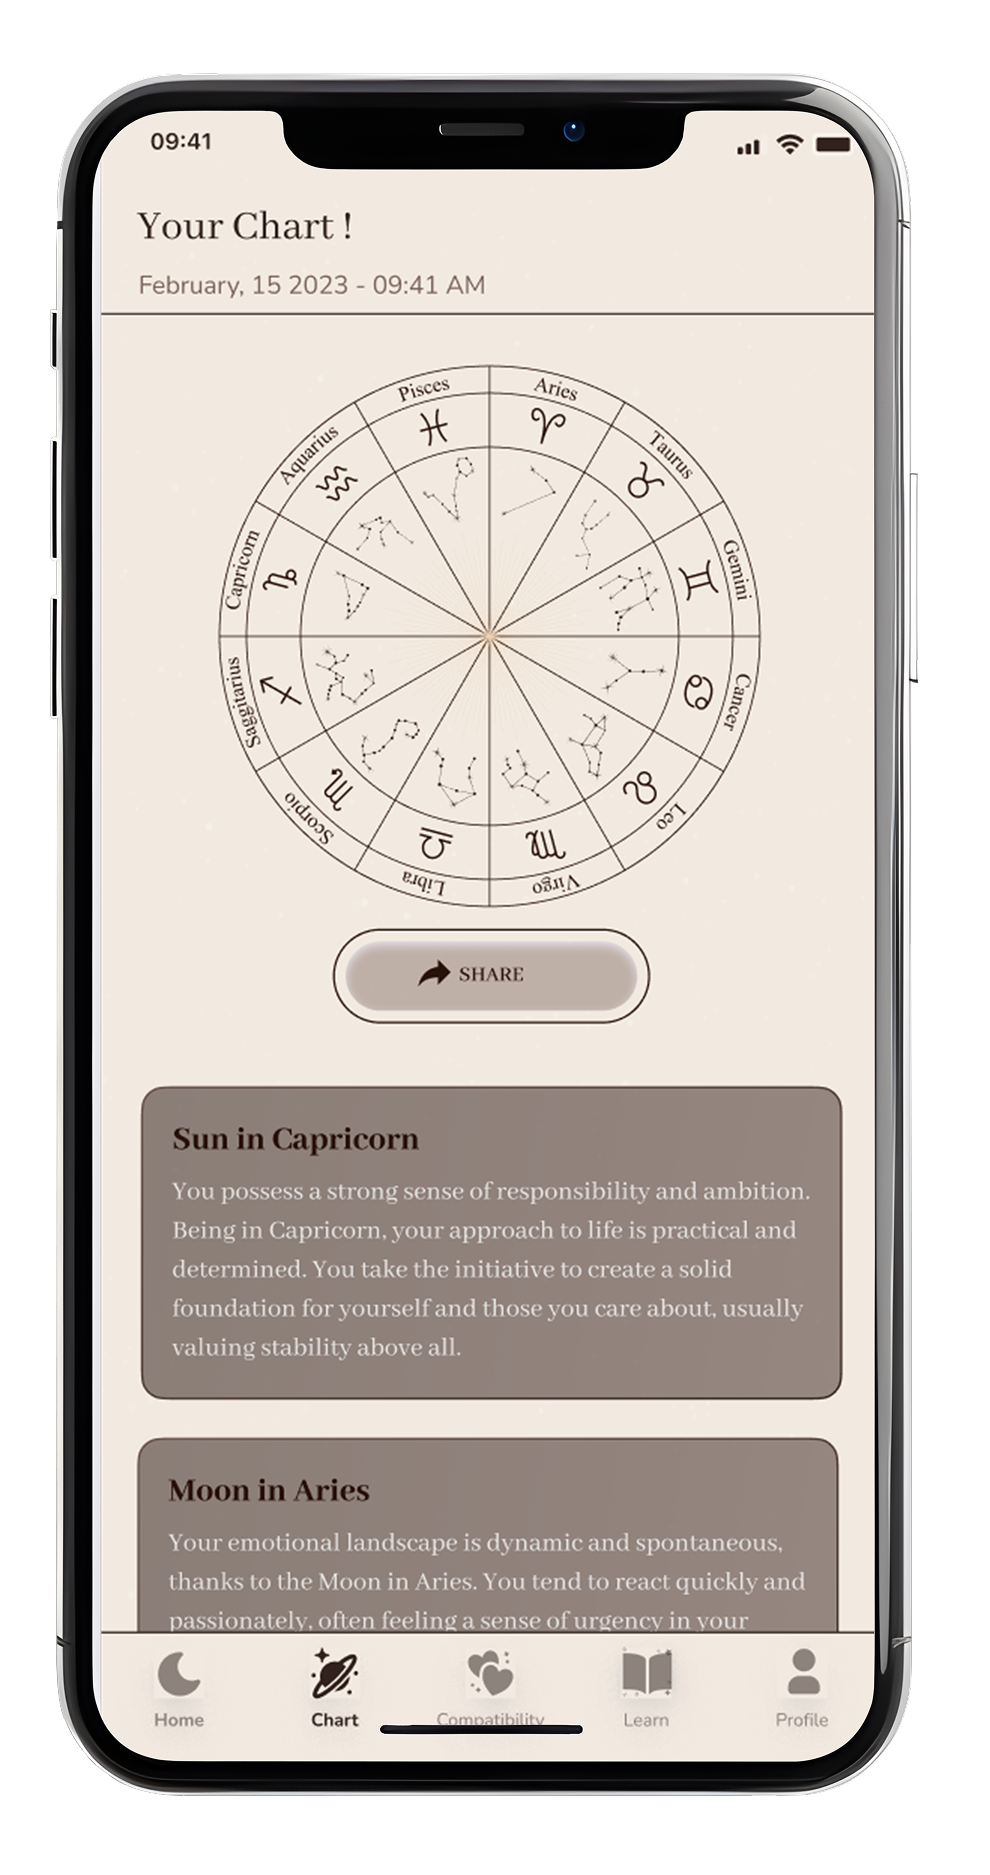 09:41
Your Chart !
February, 15 2023 - 09:41 AM
Pisces
Aries
Aquarius
Taurus
Capricorn
Gemini
Saggitarius
Cancer
Scorpio
Leo
Libra
Virgo
SHARE
Sun in Capricorn
You possess a strong sense of responsibility and ambition.
Being in Capricorn, your approach to life is practical and
determined. You take the initiative to create a solid
foundation for yourself and those you care about, usually
valuing stability above all.
Moon in Aries
Your emotional landscape is dynamic and spontaneous,
thanks to the Moon in Aries. You tend to react quickly and
passionately, often feeling a sense of urgency in your
Home
Chart
Compatibility
Learn
Profile